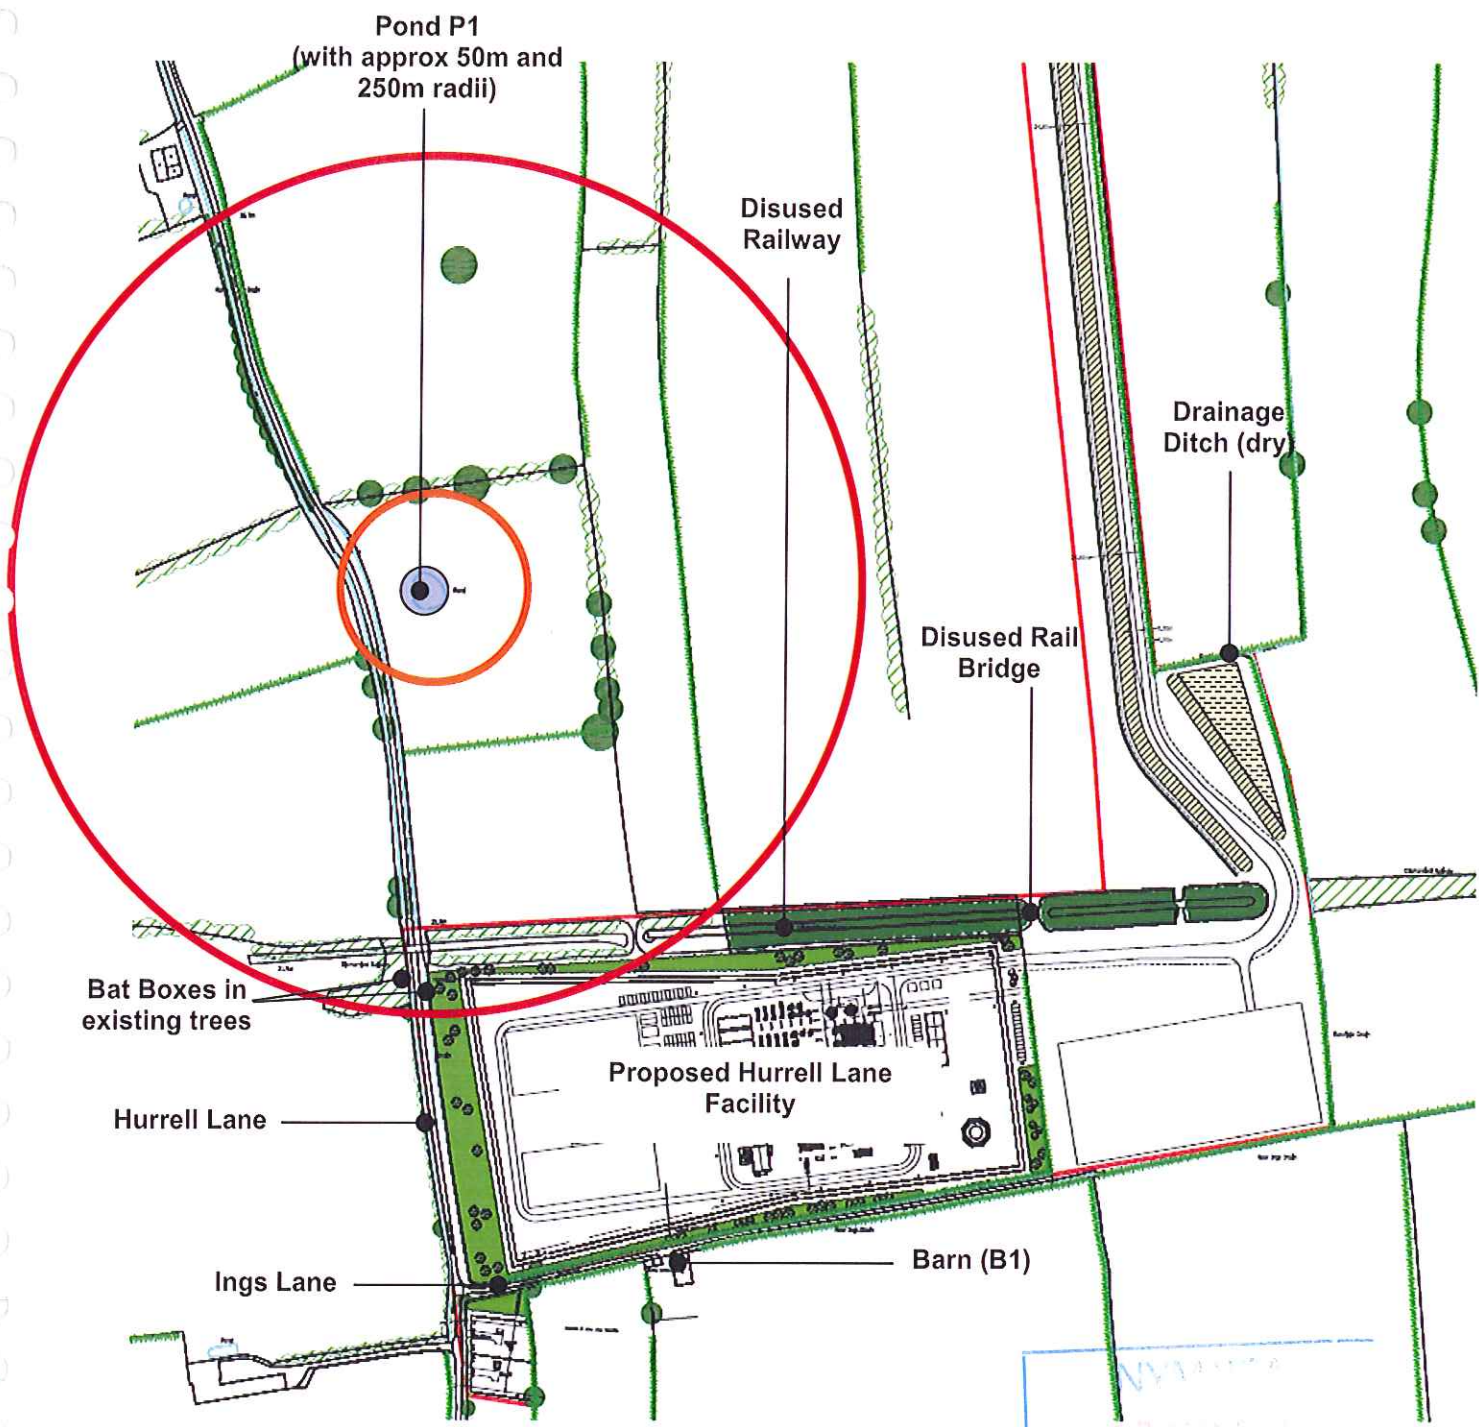 Pond P1
(with approx 50m and
250m radii)
Disused
Railway
Drainage
Ditch (dry)
Disused Rail
Bridge
Pond
Bat Boxes in
existing trees
Proposed Hurrell Lane
Facility
Hurrell Lane
Barn (B1)
Ings Lane